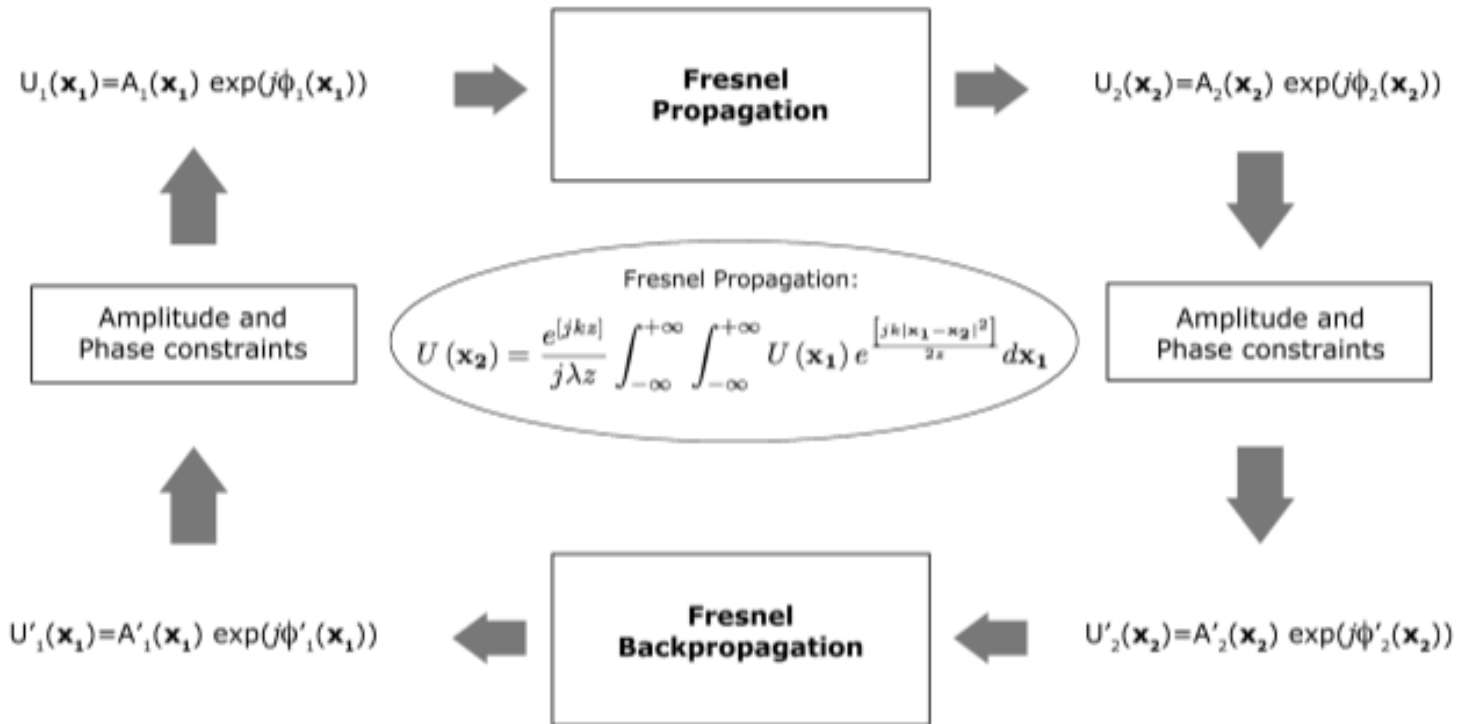 U₁(x₁)=A₁(x₁) exp(jϕ₁(x₁))
Fresnel
Propagation
U₂(x₂)=A₂(x₂) exp(jϕ₂(x₂))
Amplitude and
Phase constraints
Fresnel Propagation:
U (x₂) = e^[jkz] / jλz ∫_{-∞}^{+∞} ∫_{-∞}^{+∞} U (x₁) e^{[jk|x₁-x₂|²] / 2z} dx₁
Amplitude and
Phase constraints
U′₁(x₁)=A′₁(x₁) exp(jϕ′₁(x₁))
Fresnel
Backpropagation
U′₂(x₂)=A′₂(x₂) exp(jϕ′₂(x₂))